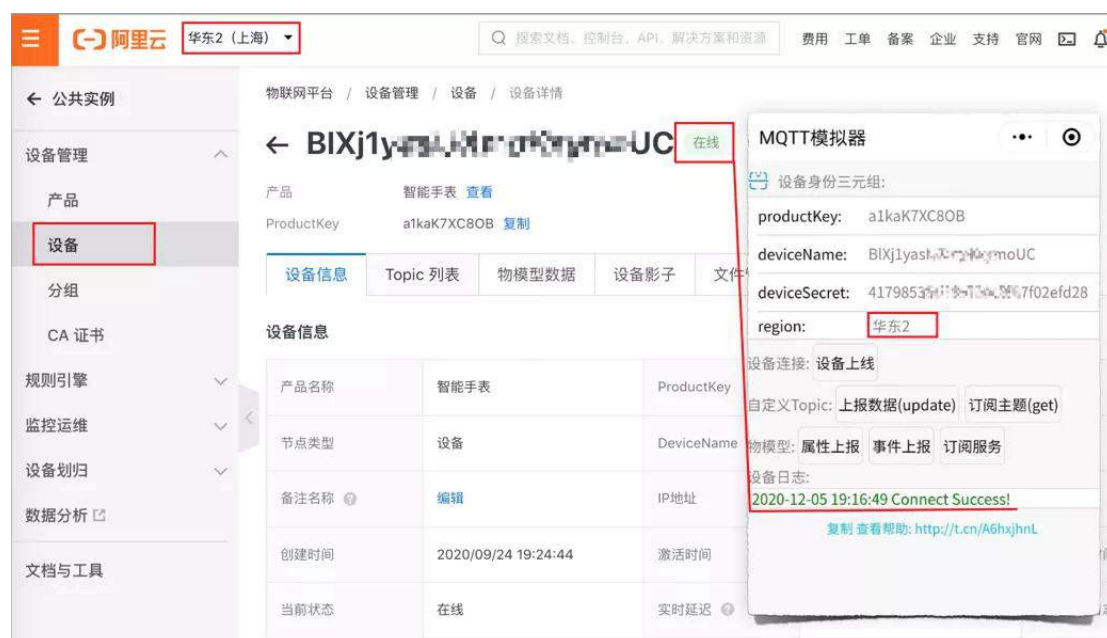 阿里云
华东2（上海）
搜索文档、控制台、API、解决方案和资源
费用 工单 备案 企业 支持 官网
公共实例
设备管理
产品
设备
分组
CA 证书
规则引擎
监控运维
设备划归
数据分析
文档与工具
物联网平台 / 设备管理 / 设备 / 设备详情
在线
产品 智能手表 查看
ProductKey a1kaK7XC8OB 复制
设备信息 Topic 列表 物模型数据 设备影子
设备信息
产品名称 智能手表 ProductKey
节点类型 设备 DeviceName
备注名称 编辑 IP地址
创建时间 2020/09/24 19:24:44 激活时间
当前状态 在线 实时延迟
MQTT模拟器
设备身份三元组:
productKey: a1kaK7XC8OB
deviceName:
deviceSecret:
region: 华东2
设备连接: 设备上线
自定义Topic: 上报数据(update) 订阅主题(get)
物模型: 属性上报 事件上报 订阅服务
设备日志:
2020-12-05 19:16:49 Connect Success!
复制 查看帮助: http://t.cn/A6hxjhnL